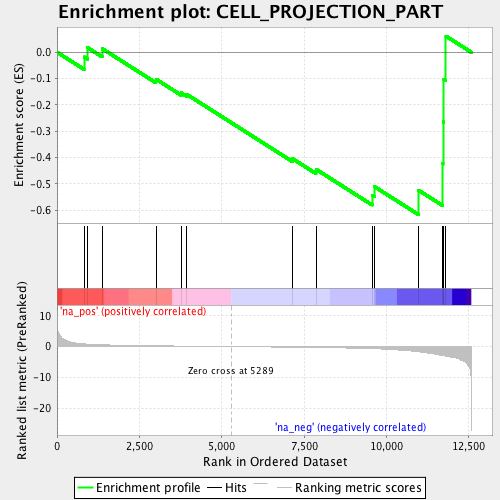 Enrichment plot: CELL_PROJECTION_PART
Enrichment score (ES)
0.0
-0.1
-0.2
-0.3
-0.4
-0.5
-0.6
'na_pos' (positively correlated)
Ranked list metric (PreRanked)
10
0
-10
-20
Zero cross at 5289
'na_neg' (negatively correlated)
0 2,500 5,000 7,500 10,000 12,500
Rank in Ordered Dataset
Enrichment profile Hits Ranking metric scores